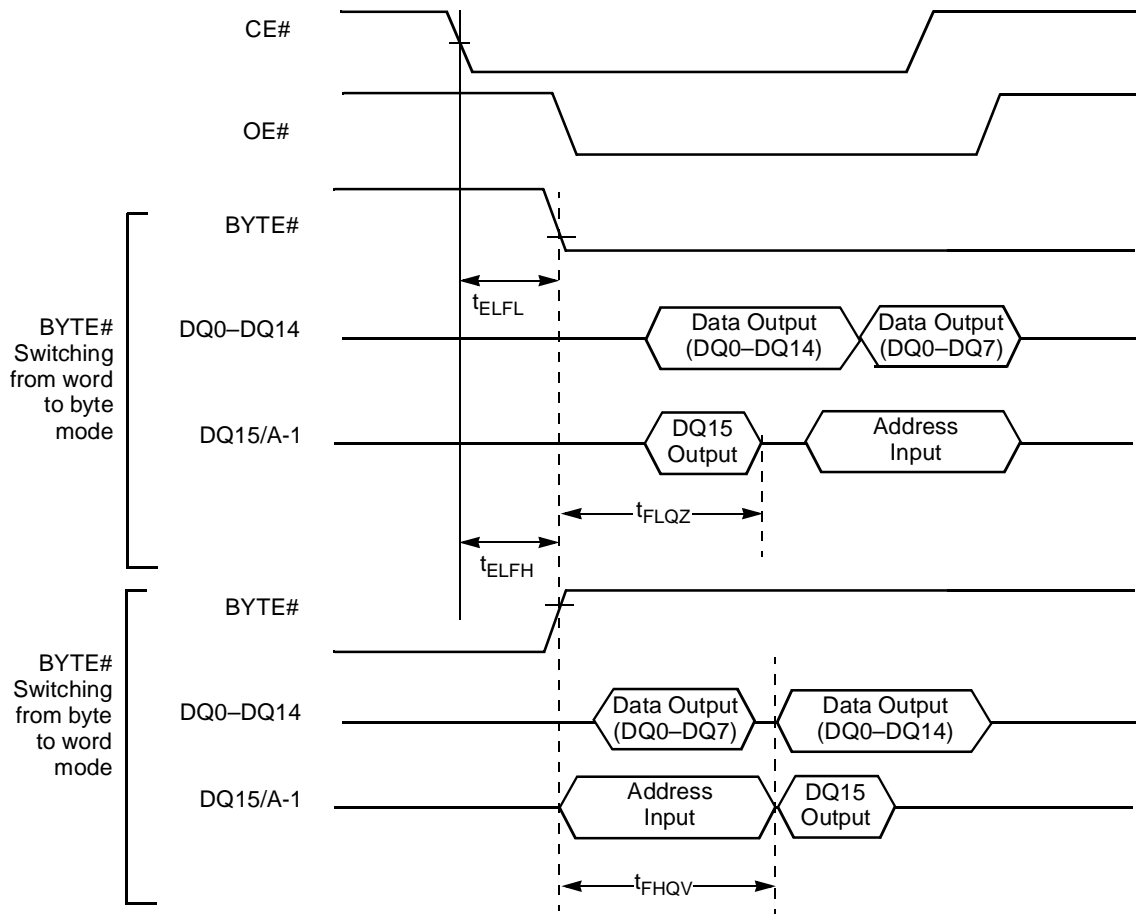 CE#
OE#
BYTE#
tELFL
BYTE#
Switching
from word
to byte
mode
DQ0–DQ14
Data Output
(DQ0–DQ14)
Data Output
(DQ0–DQ7)
DQ15/A-1
DQ15
Output
Address
Input
tFLQZ
tELFH
BYTE#
BYTE#
Switching
from byte
to word
mode
DQ0–DQ14
Data Output
(DQ0–DQ7)
Data Output
(DQ0–DQ14)
DQ15/A-1
Address
Input
DQ15
Output
tFHQV